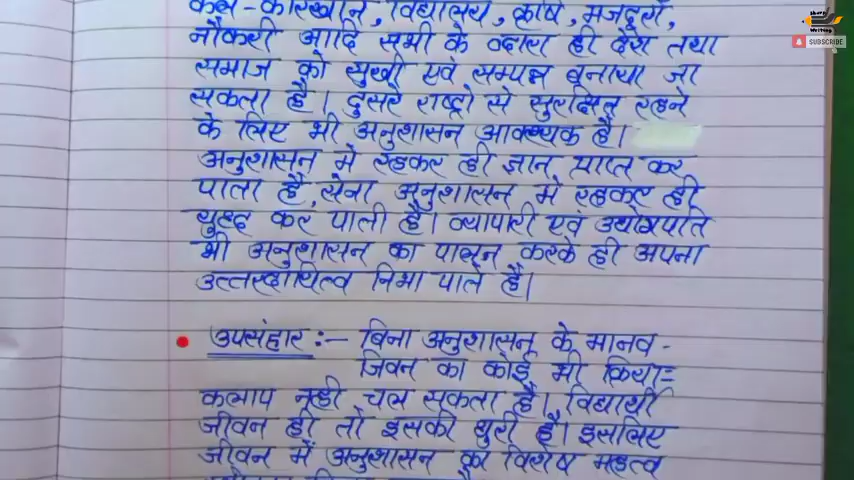 कल-कारखाने, विद्यालय, कृषि, मजदूरी,
नौकरी आदि सभी के व्दारा ही देश तथा
समाज को सुखी एवं सम्पन्न बनाया जा
सकता है। दुसरे राष्ट्रो से सुरक्षित रहने
के लिए भी अनुशासन आवश्यक है।
अनुशासन मे रहकर ही ज्ञान प्राप्त कर
पाता है, सेना अनुशासन में रहकर ही
युध्द कर पाती है। व्यापारी एवं उद्योगपति
भी अनुशासन का पालन करके ही अपना
उत्तरदायित्व निभा पाते है।
उपसंहार :- बिना अनुशासन के मानव-
जिवन का कोई भी क्रिया=
कलाप नही चल सकता है। विद्यार्थी
जीवन ही तो इसकी धुरी है। इसलिए
जीवन में अनुशासन का विशेष महत्व
SUBSCRIBE